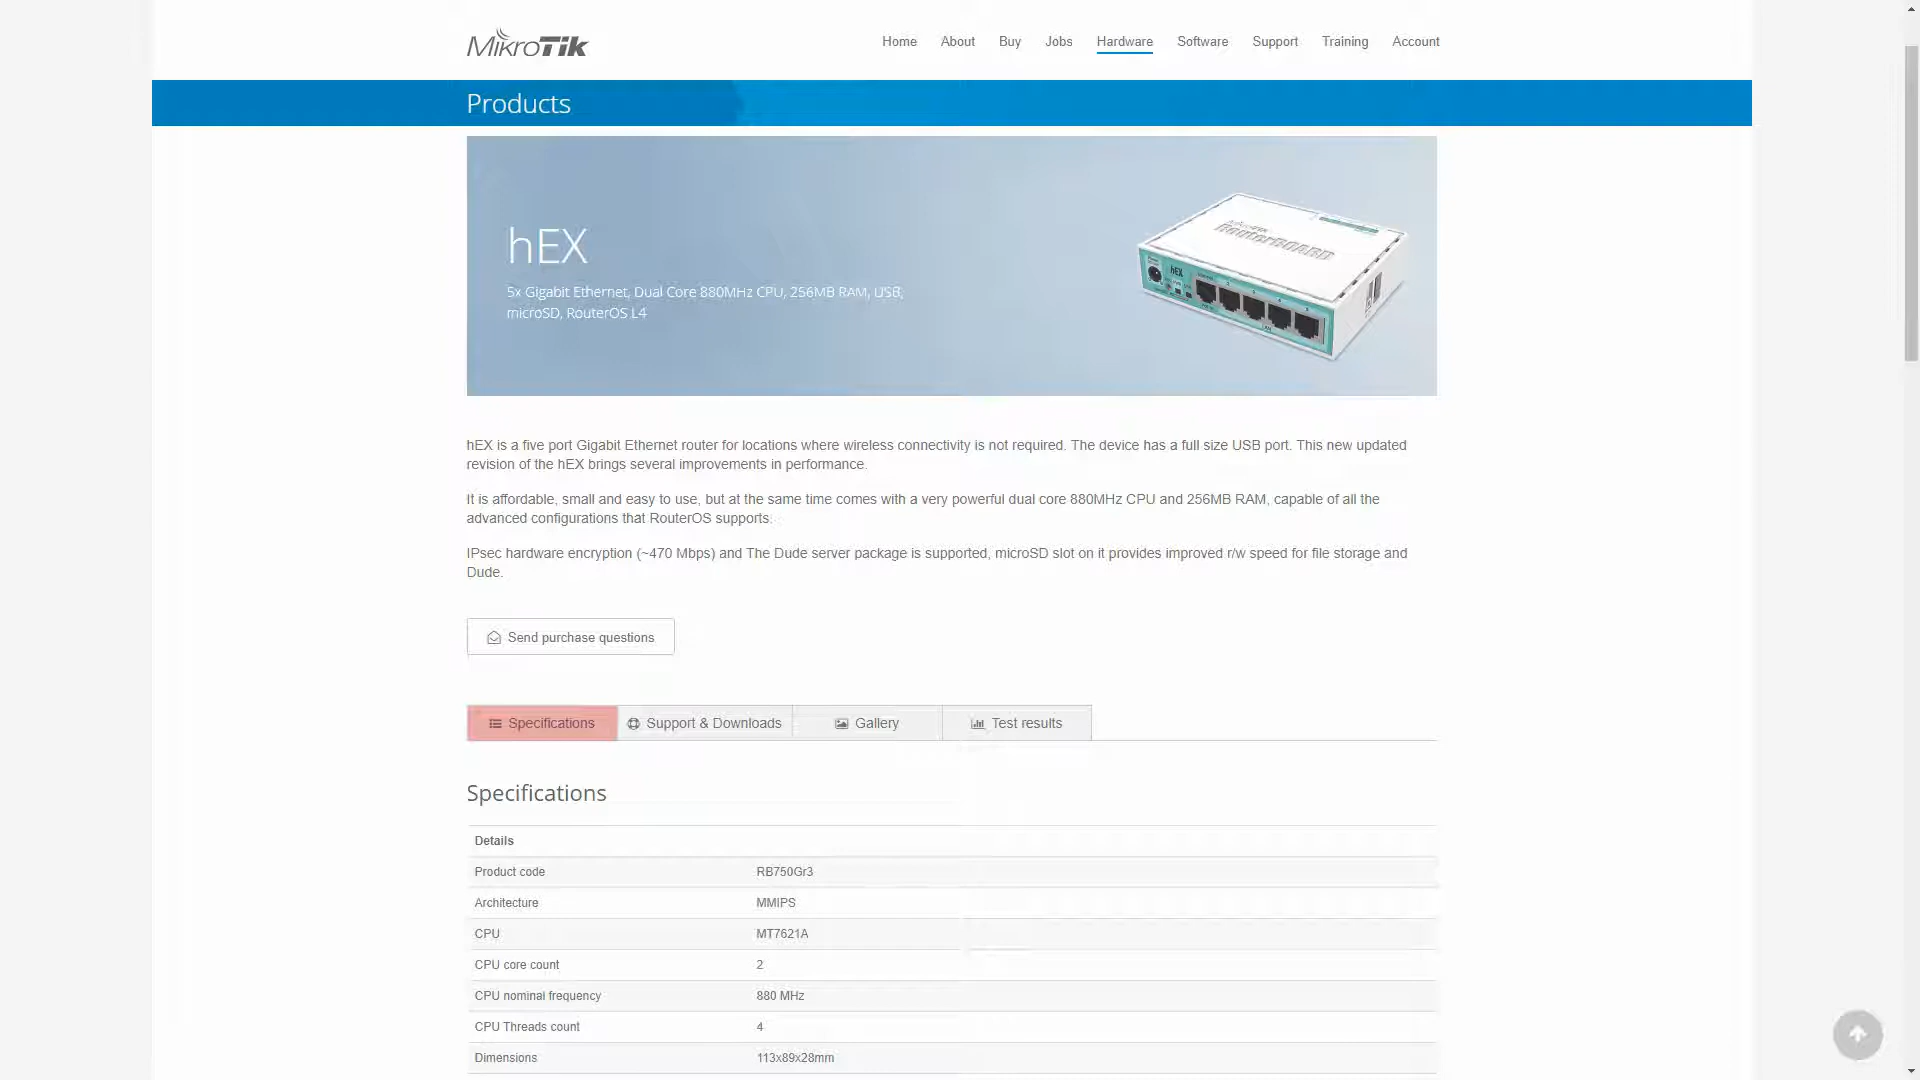 MikroTik
Home About Buy Jobs Hardware Software Support Training Account
Products
hEX
5x Gigabit Ethernet, Dual Core 880MHz CPU, 256MB RAM, USB,
microSD, RouterOS L4
RouterBOARD
hEX
hEX is a five port Gigabit Ethernet router for locations where wireless connectivity is not required. The device has a full size USB port. This new updated
revision of the hEX brings several improvements in performance.
It is affordable, small and easy to use, but at the same time comes with a very powerful dual core 880MHz CPU and 256MB RAM, capable of all the
advanced configurations that RouterOS supports.
IPsec hardware encryption (~470 Mbps) and The Dude server package is supported, microSD slot on it provides improved r/w speed for file storage and
Dude.
Send purchase questions
Specifications Support & Downloads Gallery Test results
Specifications
Details
Product code RB750Gr3
Architecture MMIPS
CPU MT7621A
CPU core count 2
CPU nominal frequency 880 MHz
CPU Threads count 4
Dimensions 113x89x28mm